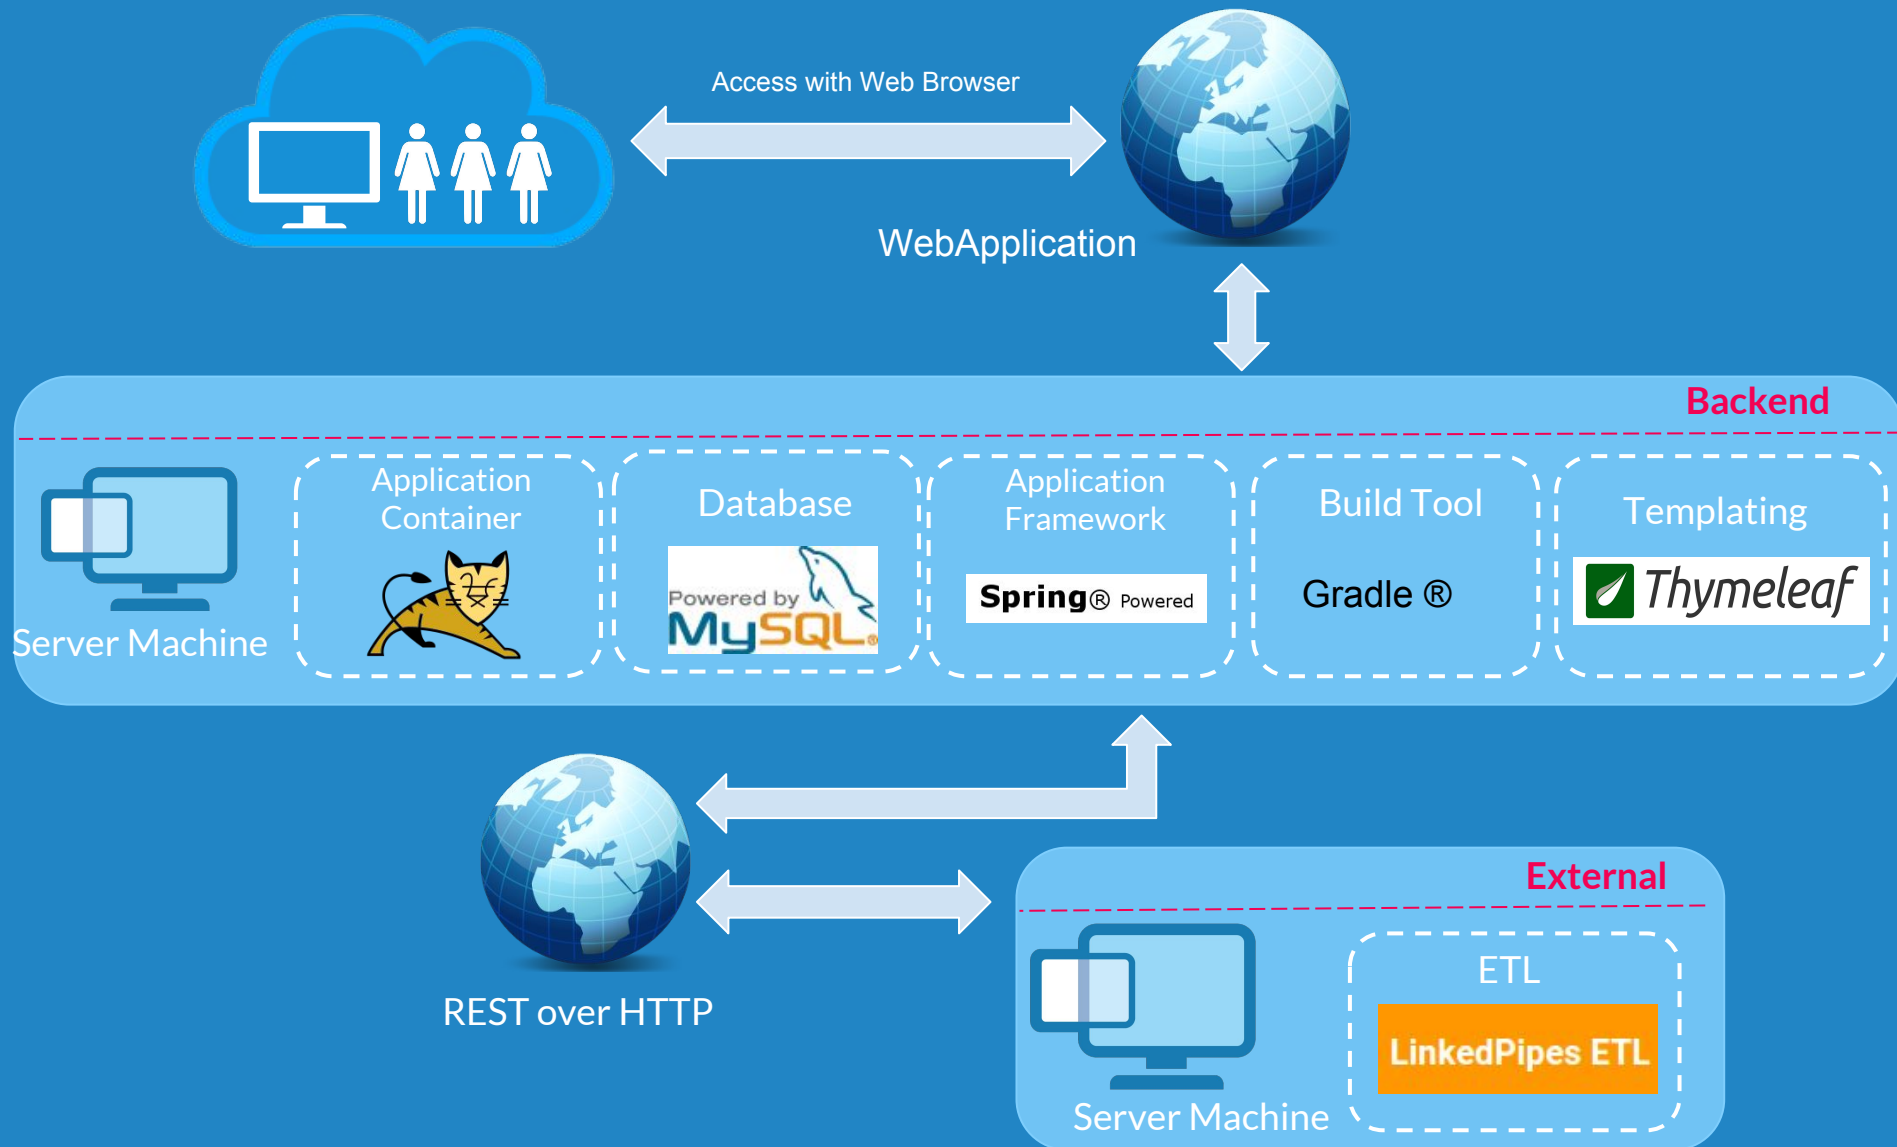 Access with Web Browser
WebApplication
Backend
Server Machine
Application
Container
Database
Powered by
MySQL®
Application
Framework
Spring® Powered
Build Tool
Gradle ®
Templating
Thymeleaf
REST over HTTP
External
Server Machine
ETL
LinkedPipes ETL